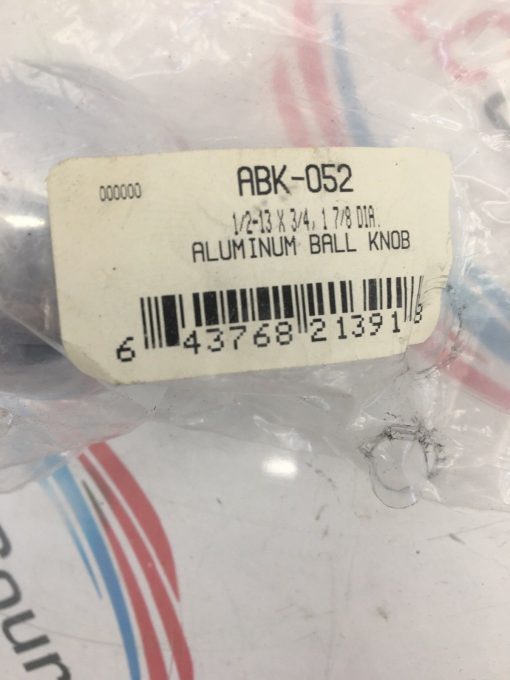 000000
ABK-052
1/2-13 X 3/4, 1 7/8 DIA.
ALUMINUM BALL KNOB
6 43768 21391 8